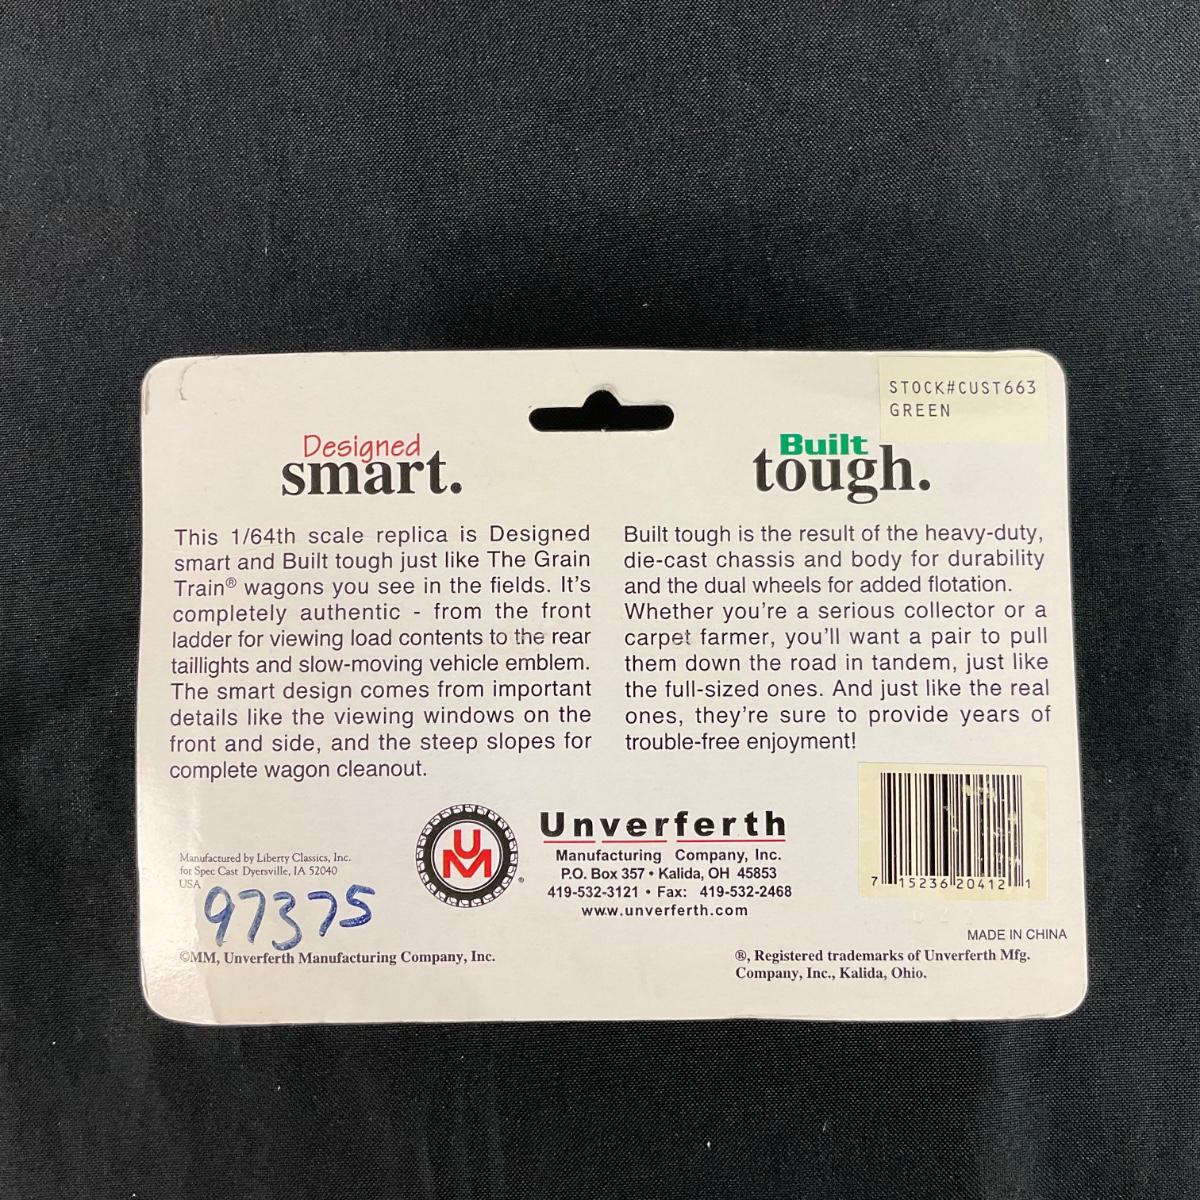 STOCK#CUST663
GREEN
Designed
smart.
This 1/64th scale replica is Designed
smart and Built tough just like The Grain
Train® wagons you see in the fields. It's
completely authentic - from the front
ladder for viewing load contents to the rear
taillights and slow-moving vehicle emblem.
The smart design comes from important
details like the viewing windows on the
front and side, and the steep slopes for
complete wagon cleanout.
Built
tough.
Built tough is the result of the heavy-duty,
die-cast chassis and body for durability
and the dual wheels for added flotation.
Whether you're a serious collector or a
carpet farmer, you'll want a pair to pull
them down the road in tandem, just like
the full-sized ones. And just like the real
ones, they're sure to provide years of
trouble-free enjoyment!
Manufactured by Liberty Classics, Inc.
for Spec Cast Dyersville, IA 52040
USA
97375
©MM, Unverferth Manufacturing Company, Inc.
UM®
Unverferth
Manufacturing Company, Inc.
P.O. Box 357 • Kalida, OH 45853
419-532-3121 • Fax: 419-532-2468
www.unverferth.com
7 15236 20412 1
MADE IN CHINA
®, Registered trademarks of Unverferth Mfg.
Company, Inc., Kalida, Ohio.